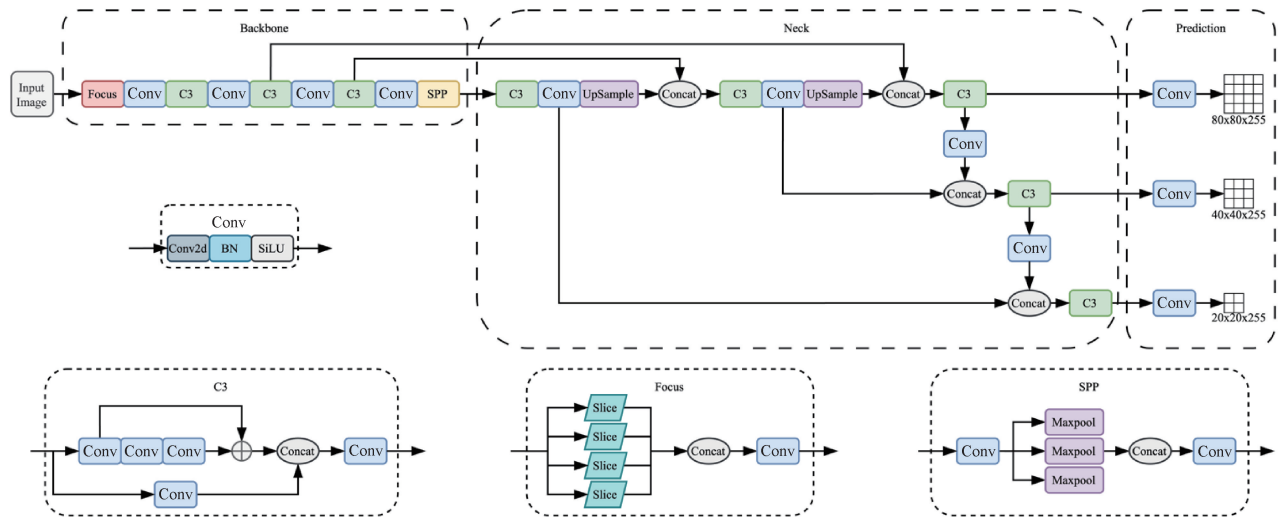 Backbone
Neck
Prediction
Input
Image
Focus Conv C3 Conv C3 Conv C3 Conv SPP
C3 Conv UpSample Concat C3 Conv UpSample Concat C3 Conv
80x80x255
Conv
Concat C3 Conv
40x40x255
Conv
Conv2d BN SiLU
Conv
Concat C3 Conv
20x20x255
C3
Conv Conv Conv Concat Conv
Conv
Focus
Slice
Slice
Slice
Slice
Concat Conv
SPP
Conv
Maxpool
Maxpool
Maxpool
Concat Conv